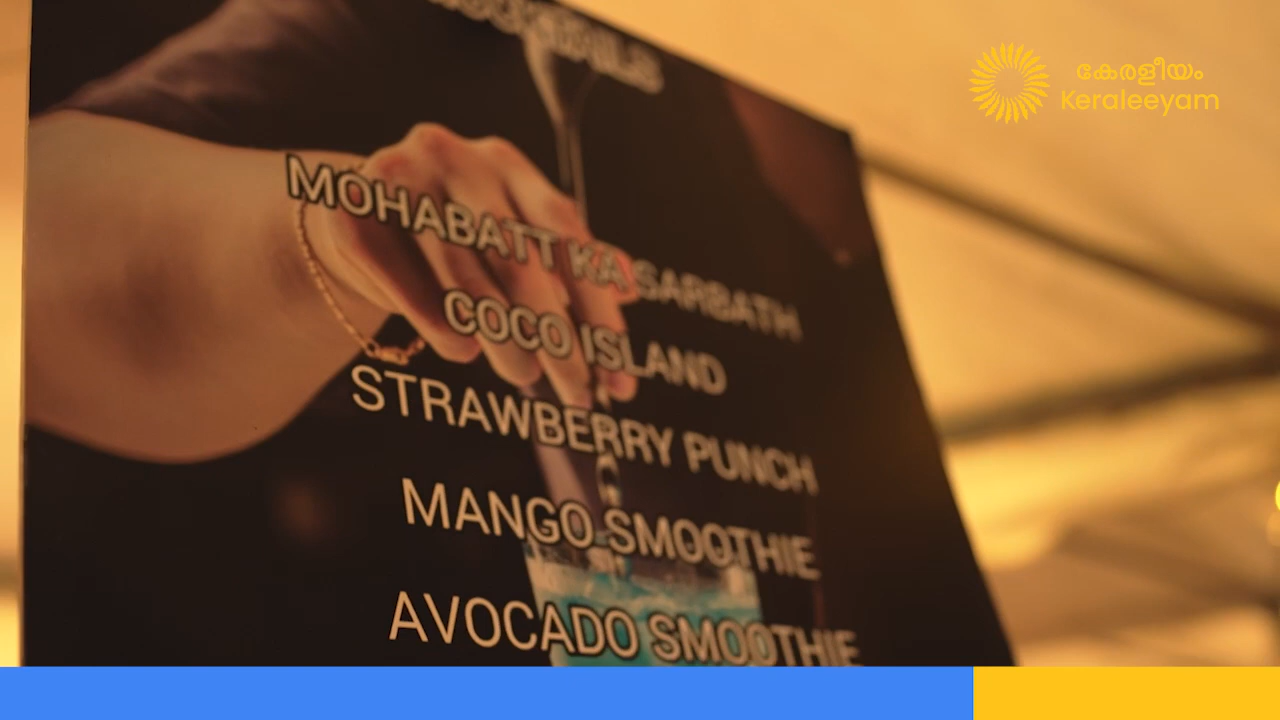 കേരളീയം
Keraleeyam
MOHABATT KA SARBATH
COCO ISLAND
STRAWBERRY PUNCH
MANGO SMOOTHIE
AVOCADO SMOOTHIE